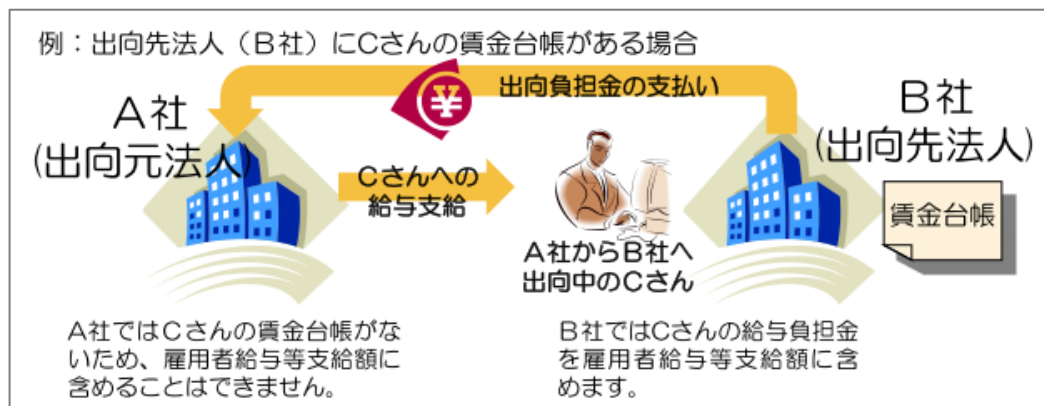 例：出向先法人（Ｂ社）にCさんの賃金台帳がある場合
出向負担金の支払い
¥
Ａ社
(出向元法人)
Ｂ社
(出向先法人)
Ｃさんへの
給与支給
賃金台帳
Ａ社からＢ社へ
出向中のＣさん
Ａ社ではＣさんの賃金台帳がな
いため、雇用者給与等支給額に
含めることはできません。
Ｂ社ではCさんの給与負担金
を雇用者給与等支給額に含
めます。